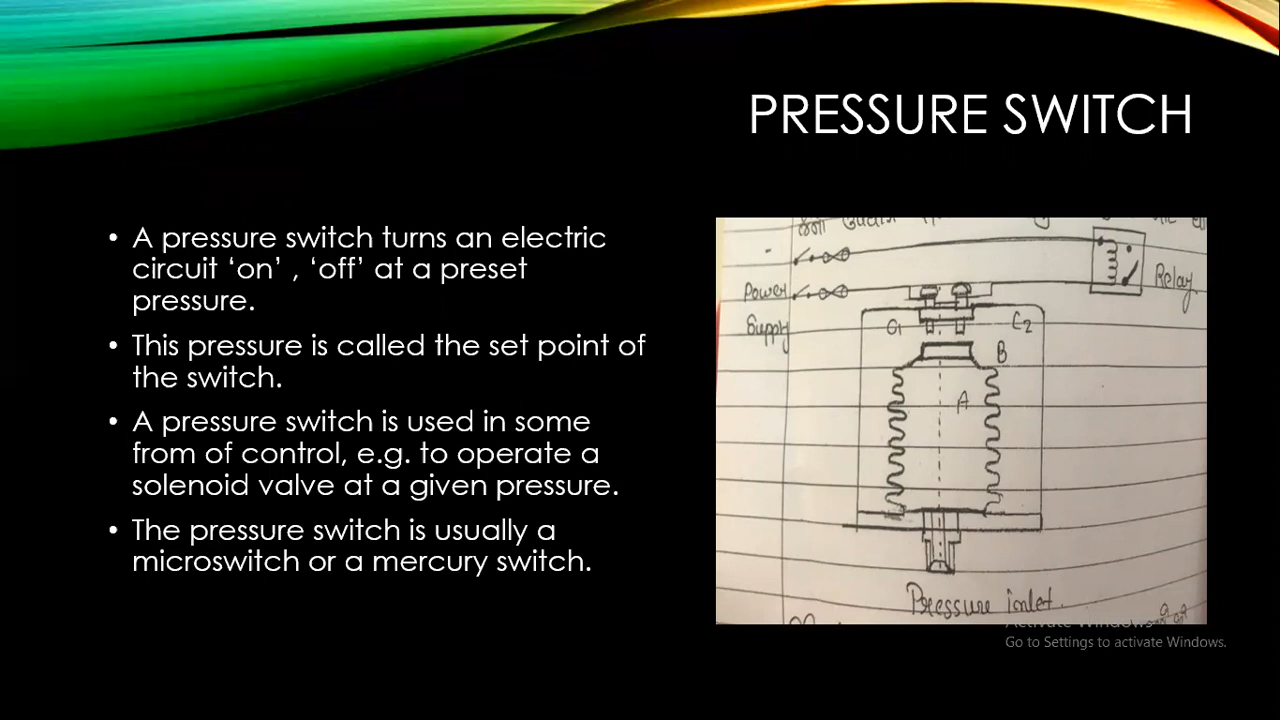 PRESSURE SWITCH
• A pressure switch turns an electric
circuit ‘on’ , ‘off’ at a preset
pressure.
• This pressure is called the set point of
the switch.
• A pressure switch is used in some
from of control, e.g. to operate a
solenoid valve at a given pressure.
• The pressure switch is usually a
microswitch or a mercury switch.
Relay
Power
Supply
C1
C2
B
A
Pressure inlet
Activate Windows
Go to Settings to activate Windows.